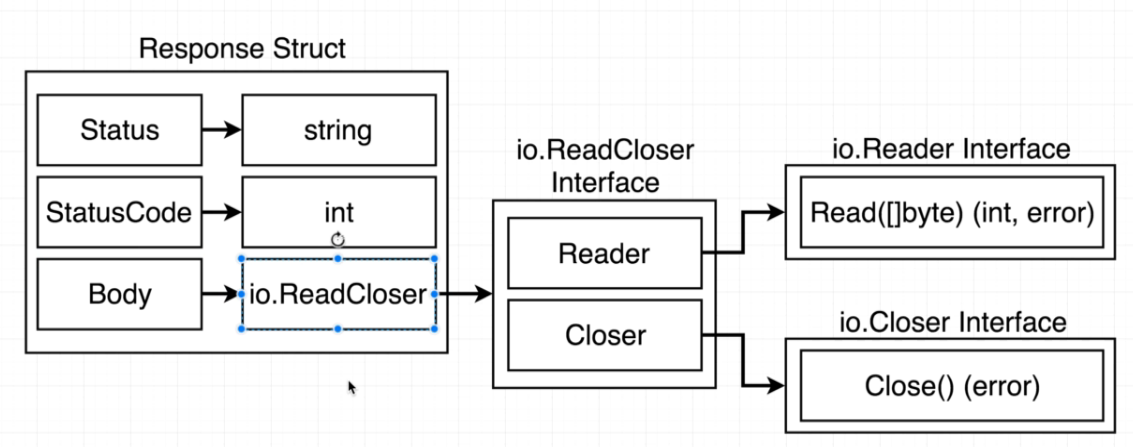 Response Struct
Status
string
StatusCode
int
Body
io.ReadCloser
io.ReadCloser
Interface
Reader
Closer
io.Reader Interface
Read([]byte) (int, error)
io.Closer Interface
Close() (error)